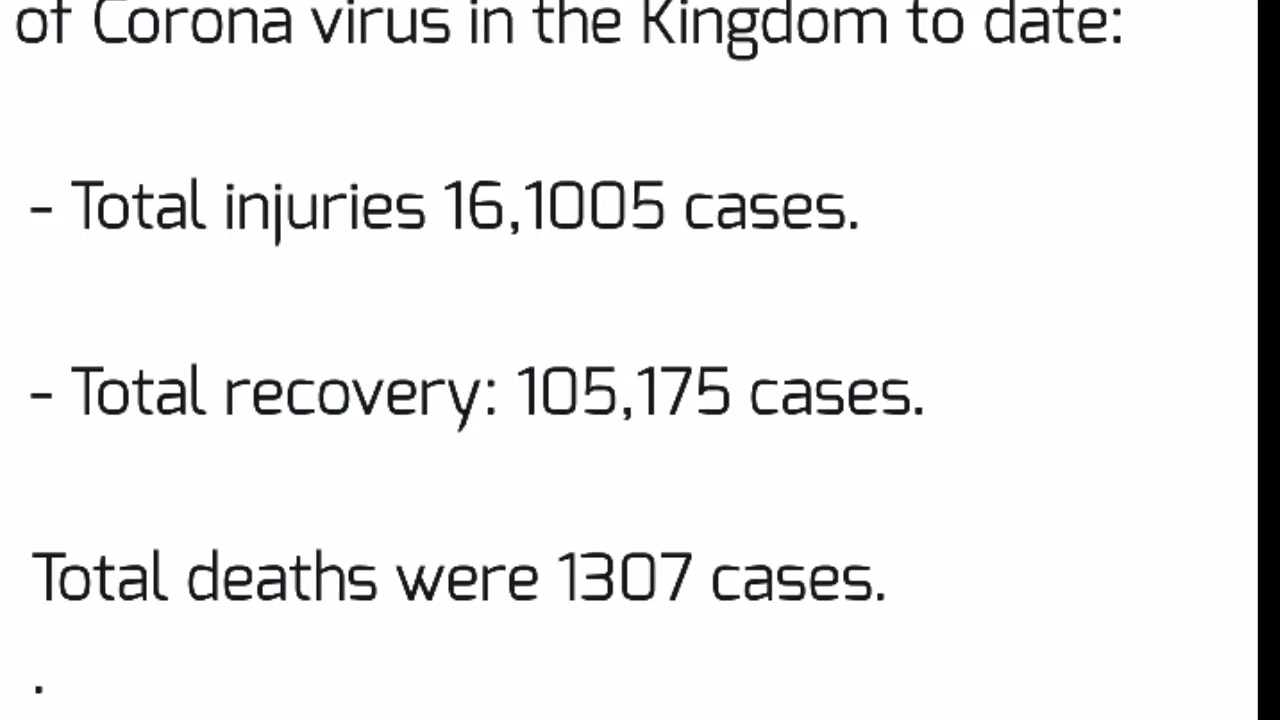 of Corona virus in the Kingdom to date:
- Total injuries 16,1005 cases.
- Total recovery: 105,175 cases.
Total deaths were 1307 cases.
.